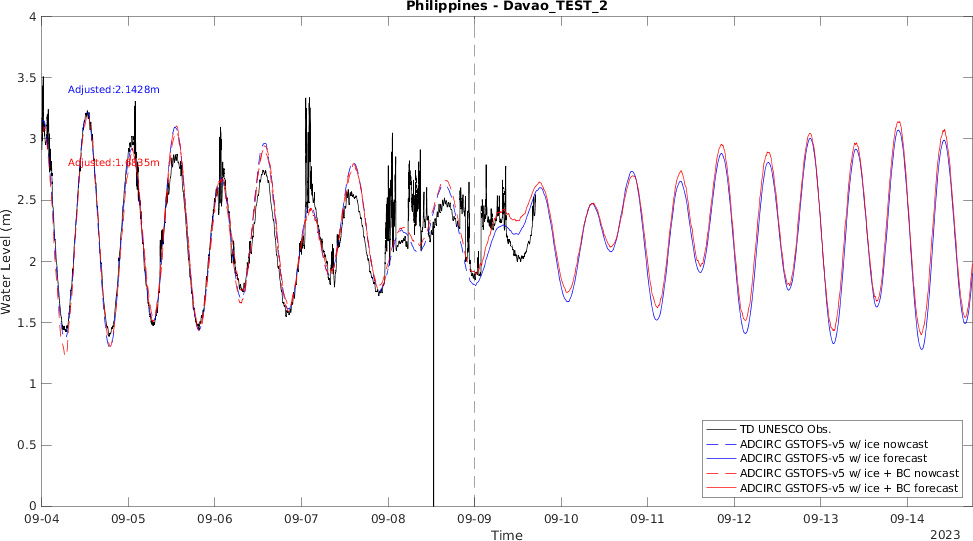 Philippines - Davao_TEST_2
4
3.5
3
2.5
2
1.5
1
0.5
0
Water Level (m)
Adjusted:2.1428m
Adjusted:1.6835m
TD UNESCO Obs.
ADCIRC GSTOFS-v5 w/ ice nowcast
ADCIRC GSTOFS-v5 w/ ice forecast
ADCIRC GSTOFS-v5 w/ ice + BC nowcast
ADCIRC GSTOFS-v5 w/ ice + BC forecast
09-04 09-05 09-06 09-07 09-08 09-09 09-10 09-11 09-12 09-13 09-14
Time
2023